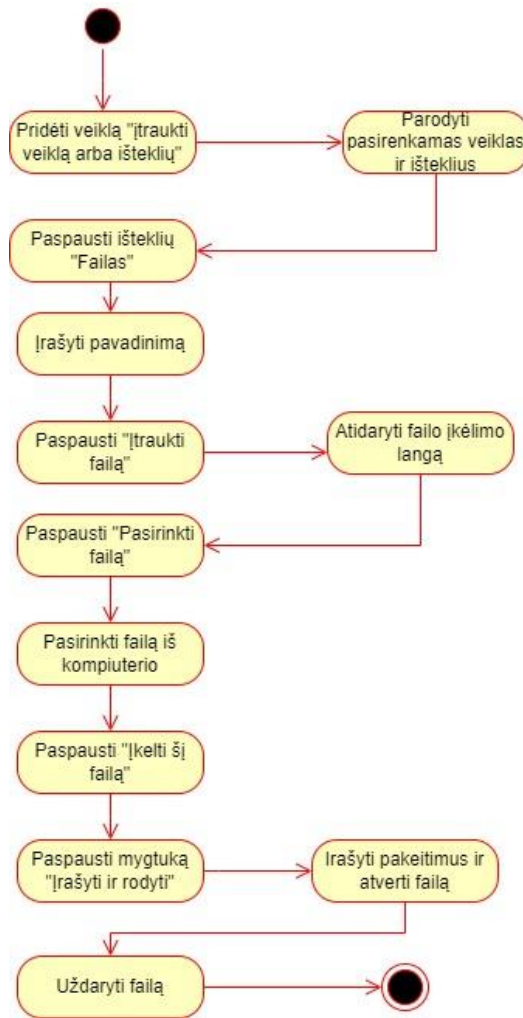 Pridėti veiklą "įtraukti
veiklą arba išteklių"
Parodyti
pasirenkamas veiklas
ir išteklius
Paspausti išteklių
"Failas"
Įrašyti pavadinimą
Paspausti "Įtraukti
failą"
Atidaryti failo įkėlimo
langą
Paspausti "Pasirinkti
failą"
Pasirinkti failą iš
kompiuterio
Paspausti "Įkelti šį
failą"
Paspausti mygtuką
"Įrašyti ir rodyti"
Irašyti pakeitimus ir
atverti failą
Uždaryti failą